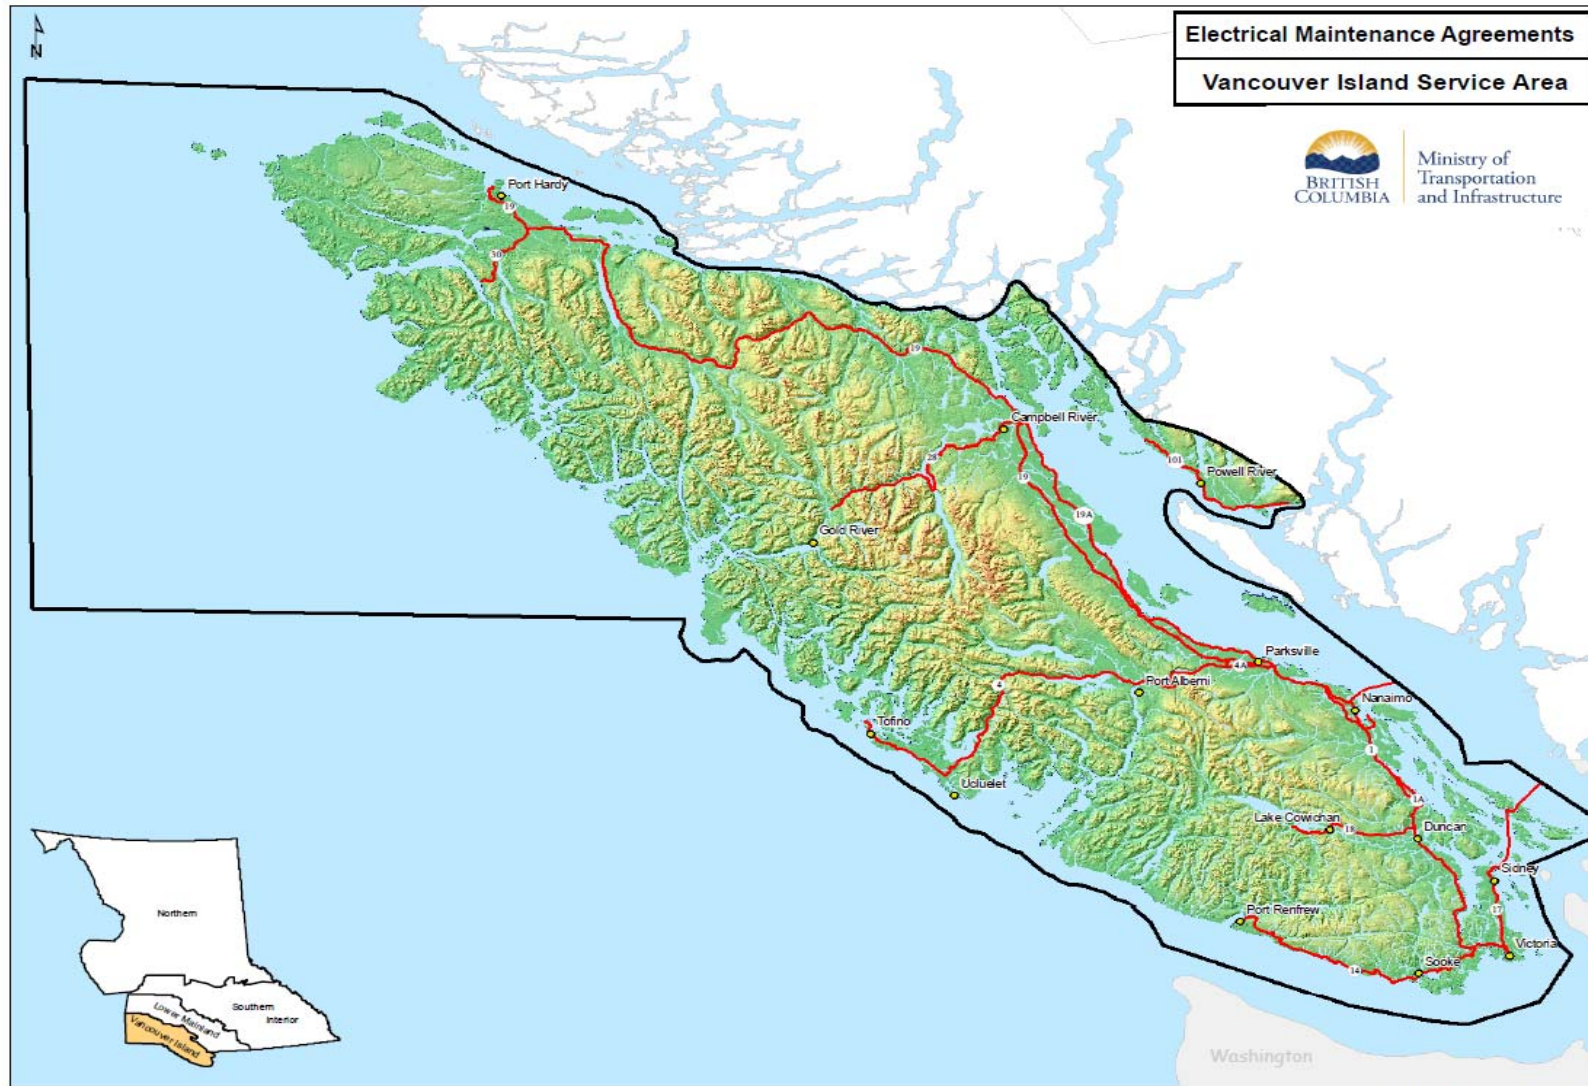 N
Electrical Maintenance Agreements
Vancouver Island Service Area
BRITISH
COLUMBIA
Ministry of
Transportation
and Infrastructure
Port Hardy
19
30
19
Campbell River
28
19
101
Powell River
19A
Gold River
Parksville
4A
4
Port Alberni
Nanaimo
Tofino
1
Ucluelet
1A
Lake Cowichan
18
Duncan
Sidney
Port Renfrew
17
Victoria
Sooke
14
Northern
Southern
Interior
Lower Mainland
Vancouver Island
Washington